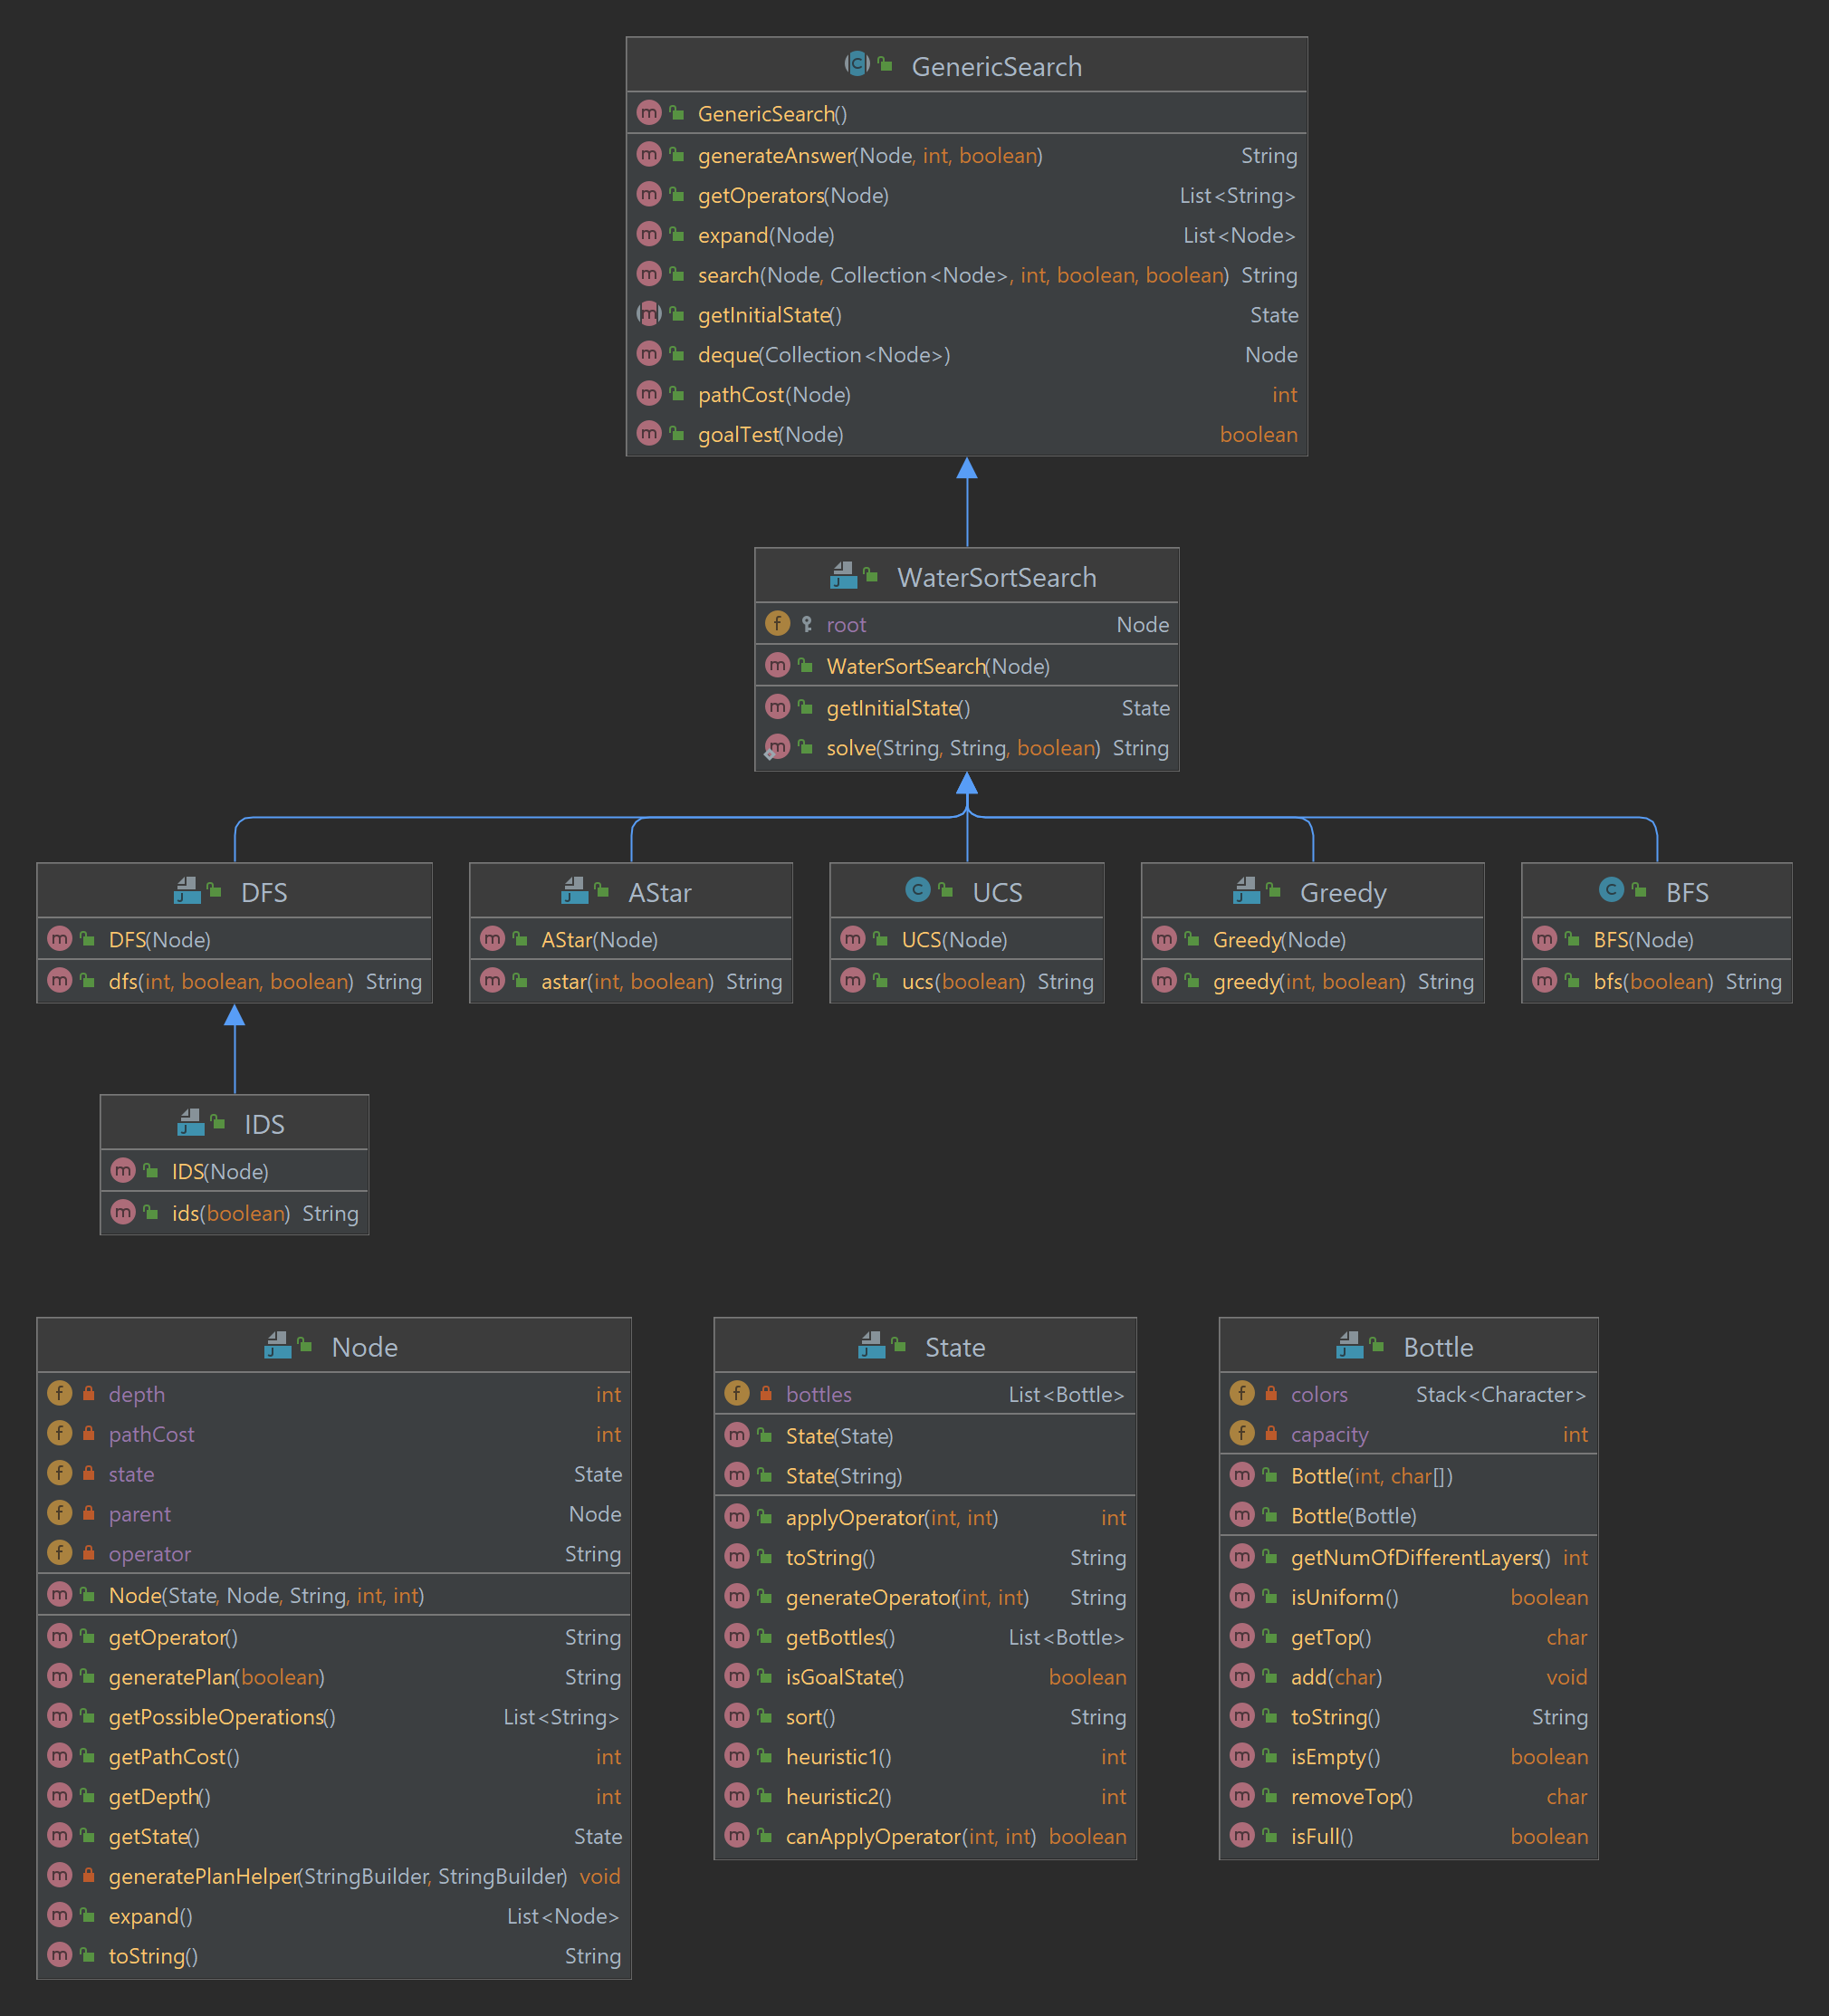 GenericSearch
GenericSearch()
generateAnswer(Node, int, boolean) String
getOperators(Node) List<String>
expand(Node) List<Node>
search(Node, Collection<Node>, int, boolean, boolean) String
getInitialState() State
deque(Collection<Node>) Node
pathCost(Node) int
goalTest(Node) boolean
WaterSortSearch
root Node
WaterSortSearch(Node)
getInitialState() State
solve(String, String, boolean) String
DFS
DFS(Node)
dfs(int, boolean, boolean) String
AStar
AStar(Node)
astar(int, boolean) String
UCS
UCS(Node)
ucs(boolean) String
Greedy
Greedy(Node)
greedy(int, boolean) String
BFS
BFS(Node)
bfs(boolean) String
IDS
IDS(Node)
ids(boolean) String
Node
depth int
pathCost int
state State
parent Node
operator String
Node(State, Node, String, int, int)
getOperator() String
generatePlan(boolean) String
getPossibleOperations() List<String>
getPathCost() int
getDepth() int
getState() State
generatePlanHelper(StringBuilder, StringBuilder) void
expand() List<Node>
toString() String
State
bottles List<Bottle>
State(State)
State(String)
applyOperator(int, int) int
toString() String
generateOperator(int, int) String
getBottles() List<Bottle>
isGoalState() boolean
sort() String
heuristic1() int
heuristic2() int
canApplyOperator(int, int) boolean
Bottle
colors Stack<Character>
capacity int
Bottle(int, char[])
Bottle(Bottle)
getNumOfDifferentLayers() int
isUniform() boolean
getTop() char
add(char) void
toString() String
isEmpty() boolean
removeTop() char
isFull() boolean